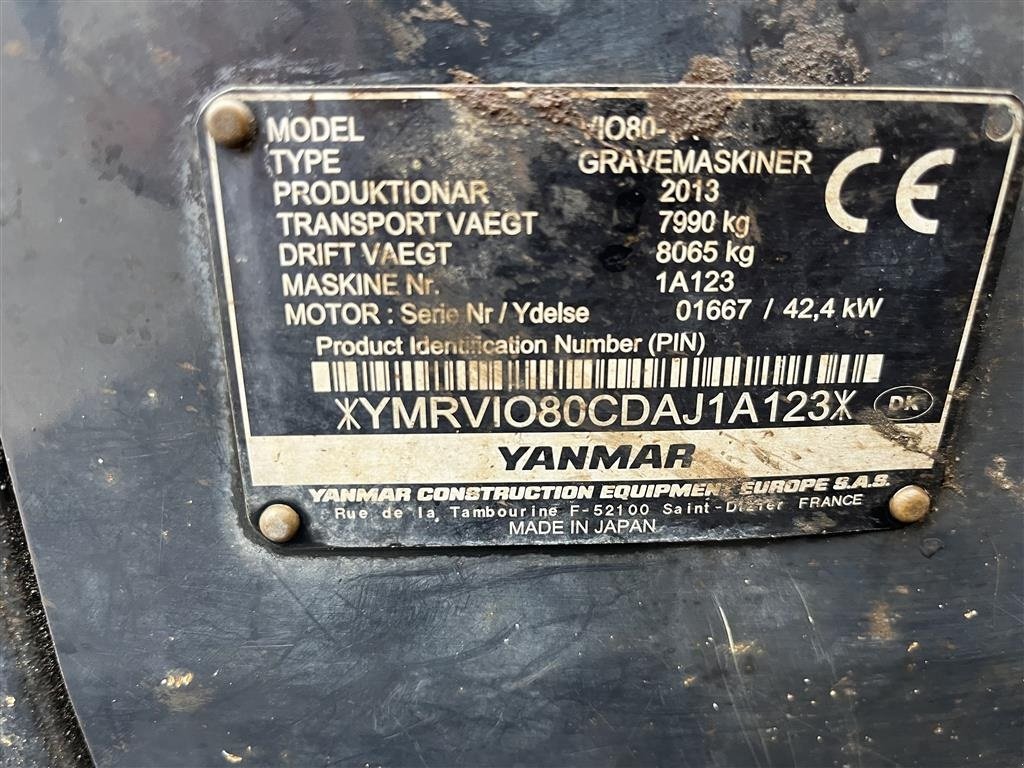 MODEL VIO80-
TYPE GRAVEMASKINER
PRODUKTIONAR 2013
TRANSPORT VAEGT 7990 kg
DRIFT VAEGT 8065 kg
MASKINE Nr. 1A123
MOTOR : Serie Nr / Ydelse 01667 / 42,4 kW
CE
Product Identification Number (PIN)
*YMRVIO80CDAJ1A123*
DK
YANMAR
YANMAR CONSTRUCTION EQUIPMENT EUROPE S.A.S.
Rue de la Tambourine F-52100 Saint-Dizier FRANCE
MADE IN JAPAN